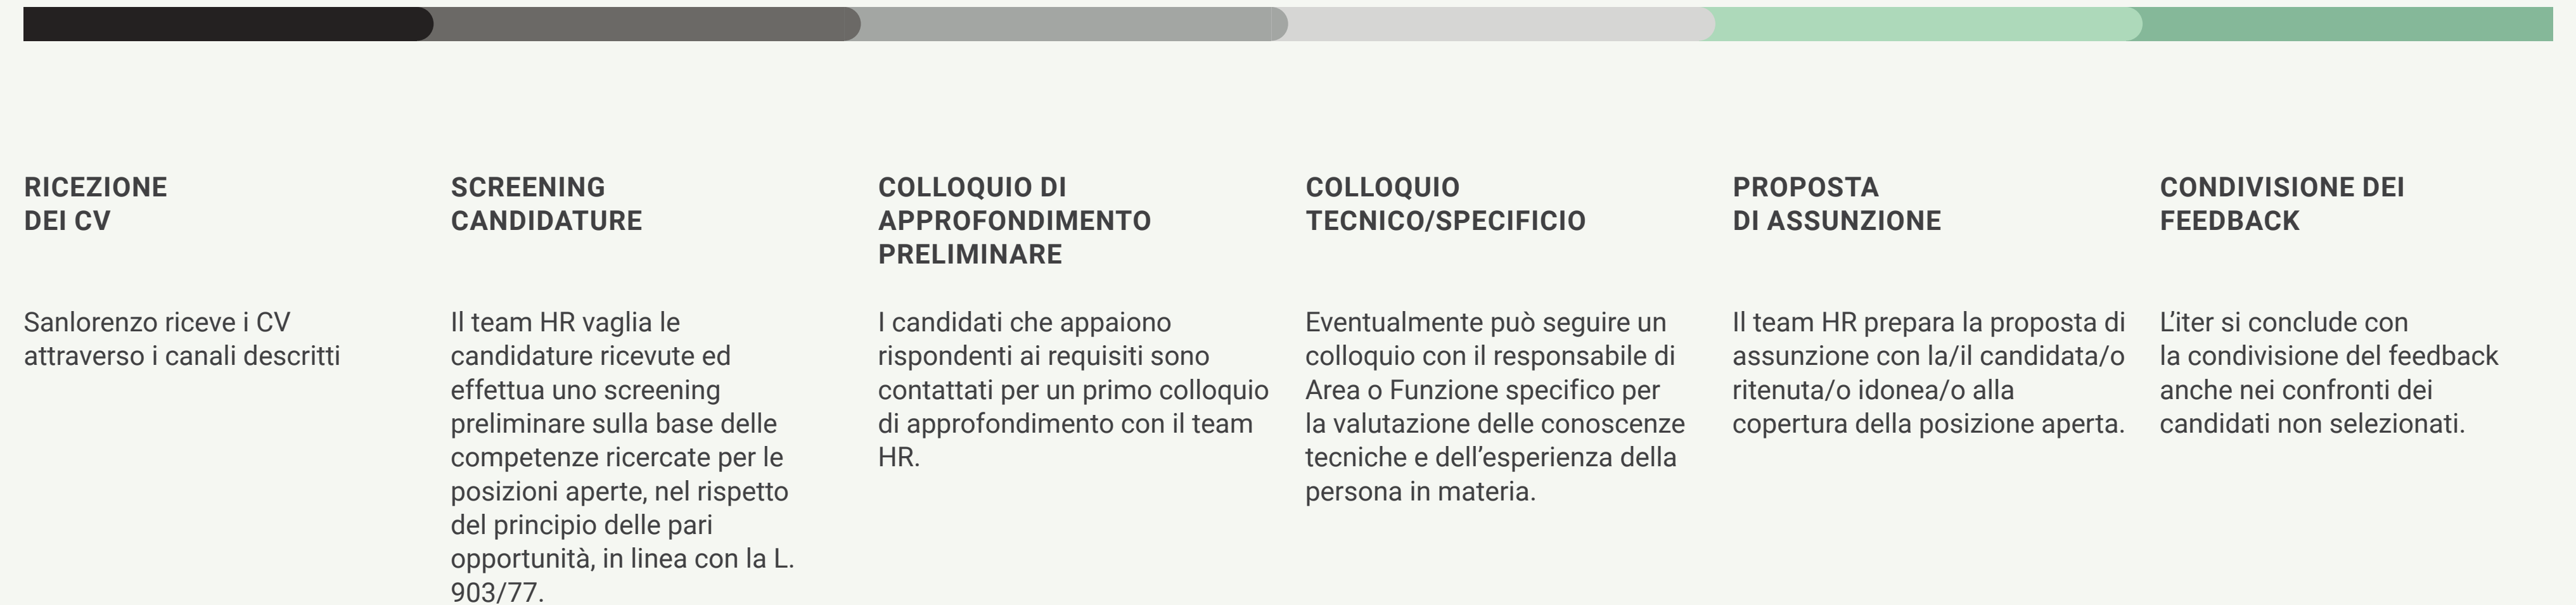 RICEZIONE
DEI CV
Sanlorenzo riceve i CV
attraverso i canali descritti
SCREENING
CANDIDATURE
Il team HR vaglia le
candidature ricevute ed
effettua uno screening
preliminare sulla base delle
competenze ricercate per le
posizioni aperte, nel rispetto
del principio delle pari
opportunità, in linea con la L.
903/77.
COLLOQUIO DI
APPROFONDIMENTO
PRELIMINARE
I candidati che appaiono
rispondenti ai requisiti sono
contattati per un primo colloquio
di approfondimento con il team
HR.
COLLOQUIO
TECNICO/SPECIFICIO
Eventualmente può seguire un
colloquio con il responsabile di
Area o Funzione specifico per
la valutazione delle conoscenze
tecniche e dell’esperienza della
persona in materia.
PROPOSTA
DI ASSUNZIONE
Il team HR prepara la proposta di
assunzione con la/il candidata/o
ritenuta/o idonea/o alla
copertura della posizione aperta.
CONDIVISIONE DEI
FEEDBACK
L’iter si conclude con
la condivisione del feedback
anche nei confronti dei
candidati non selezionati.